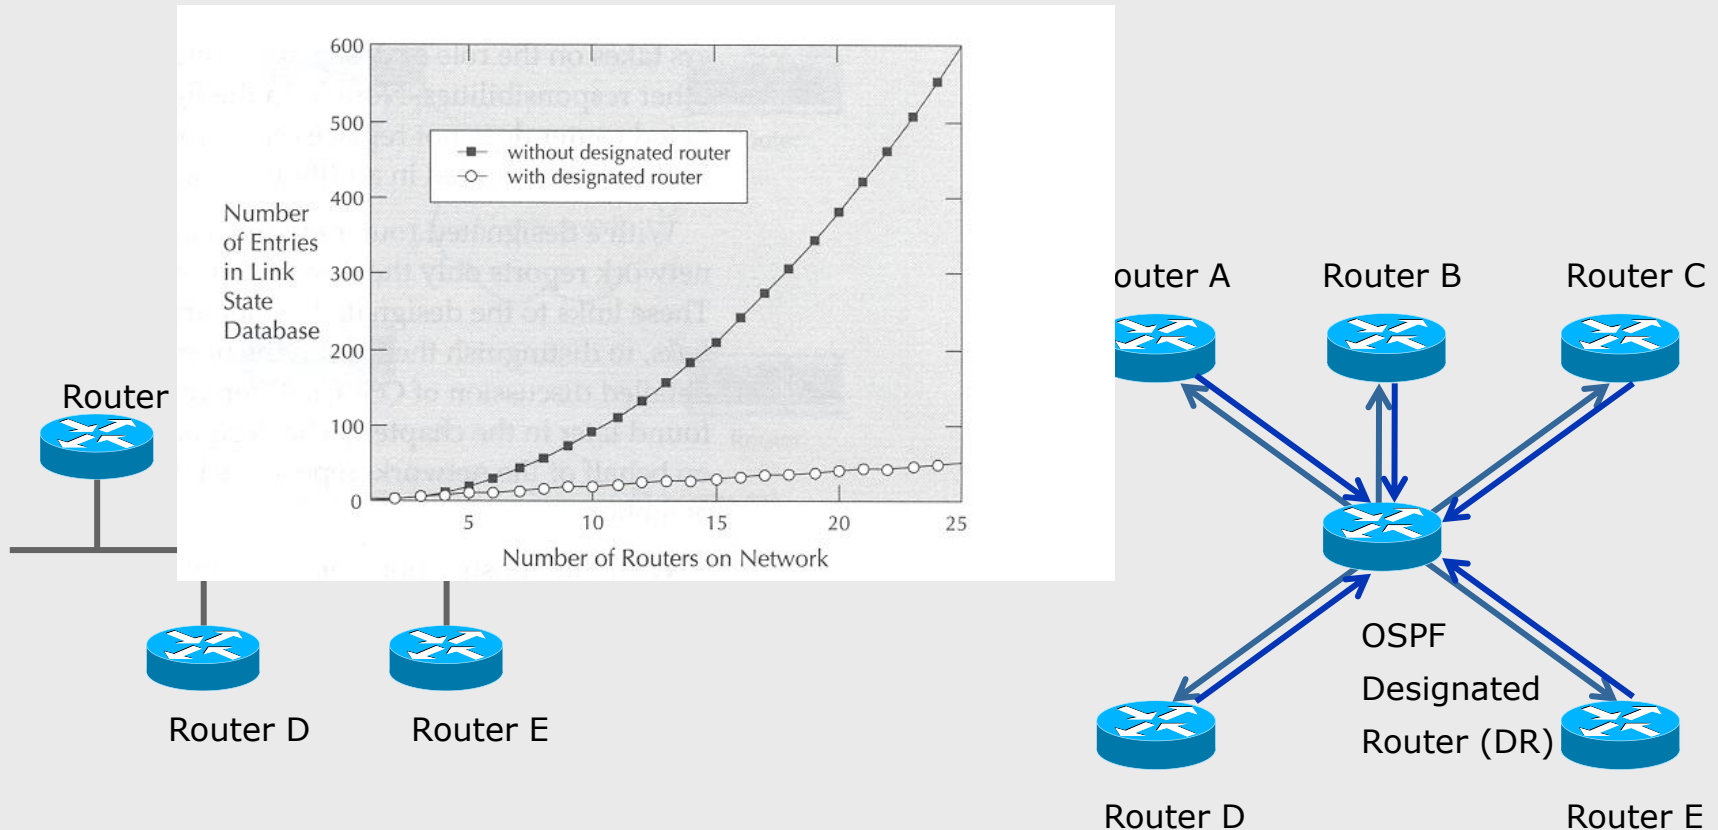 600
500
400
300
200
100
0
5
10
15
20
25
without designated router
with designated router
Number
of Entries
in Link
State
Database
Number of Routers on Network
Router
Router D
Router E
outer A
Router B
Router C
OSPF
Designated
Router (DR)
Router D
Router E